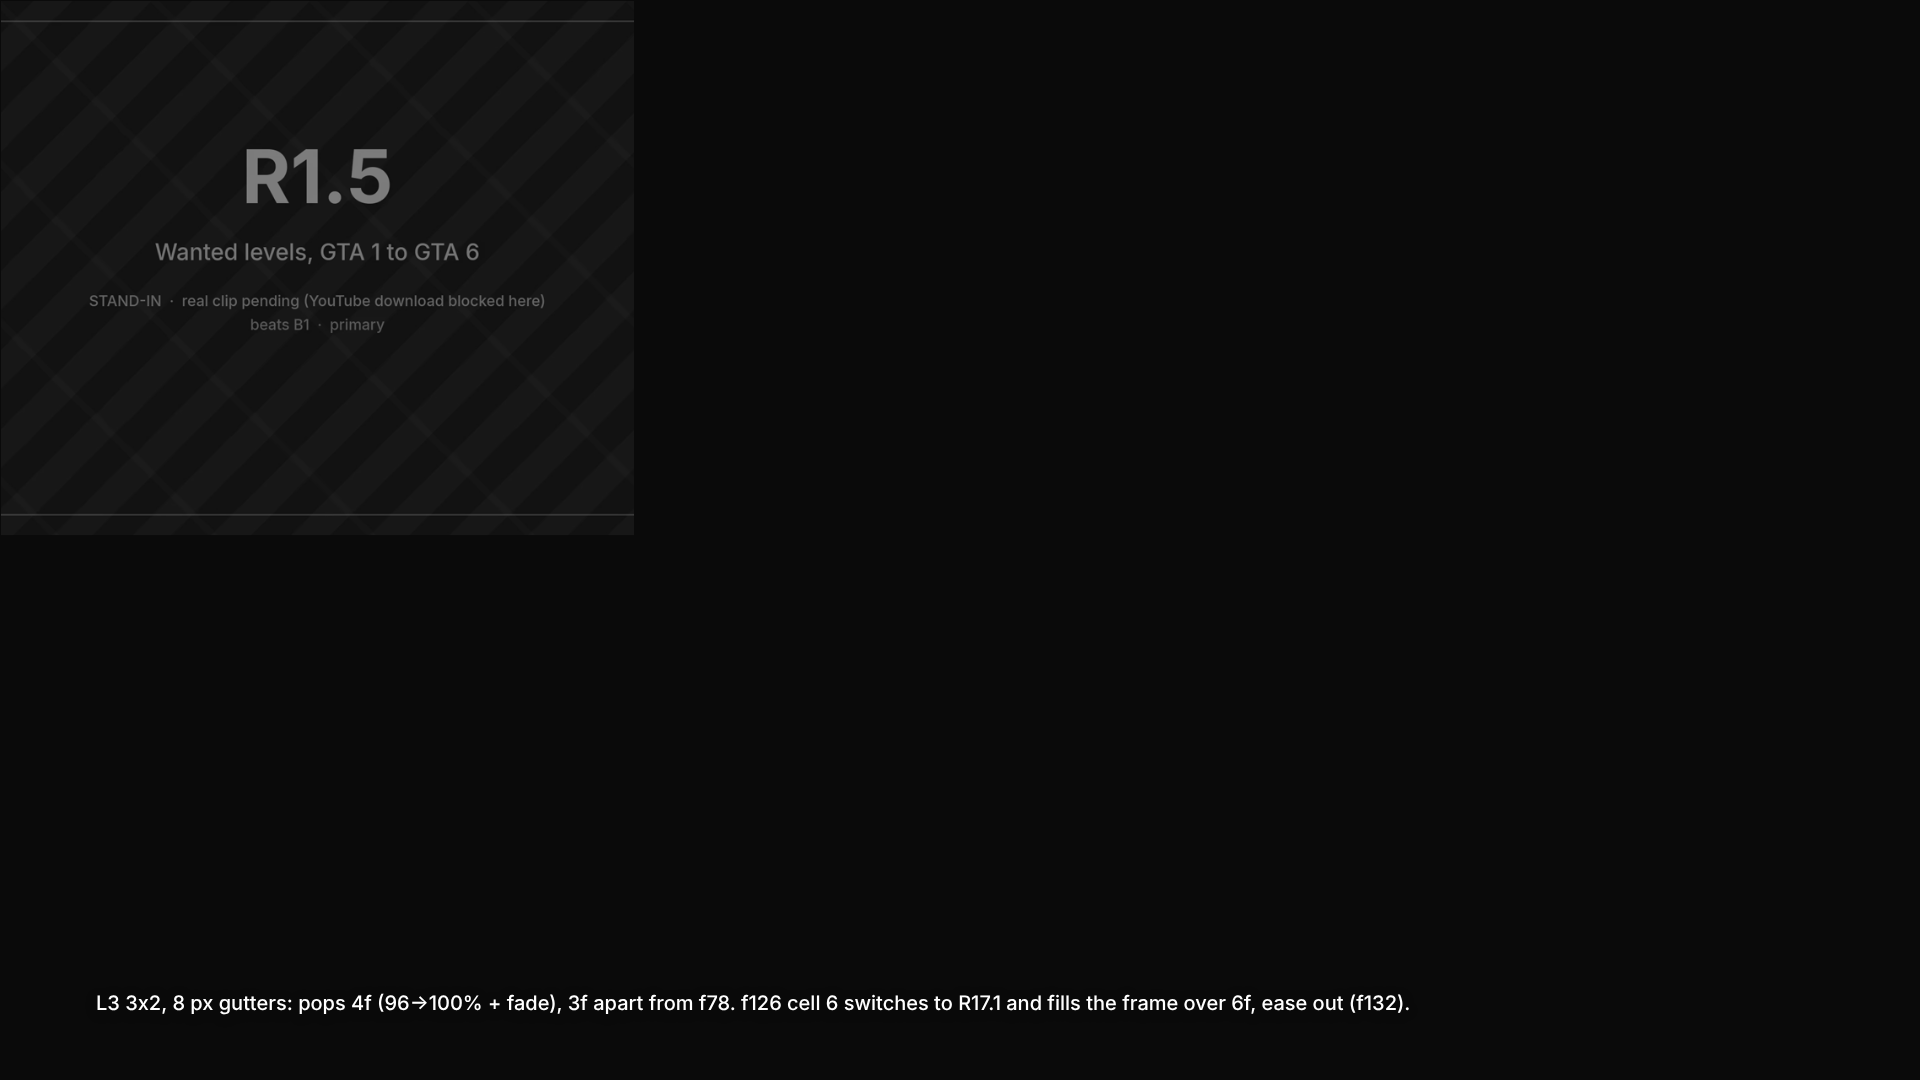 R1.5
Wanted levels, GTA 1 to GTA 6
STAND-IN · real clip pending (YouTube download blocked here)
beats B1 · primary
L3 3x2, 8 px gutters: pops 4f (96→100% + fade), 3f apart from f78. f126 cell 6 switches to R17.1 and fills the frame over 6f, ease out (f132).